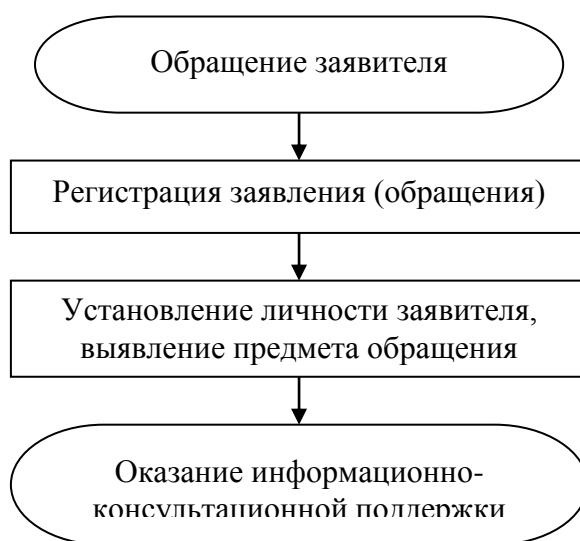 Обращение заявителя
Регистрация заявления (обращения)
Установление личности заявителя,
выявление предмета обращения
Оказание информационно-
консультационной поддержки